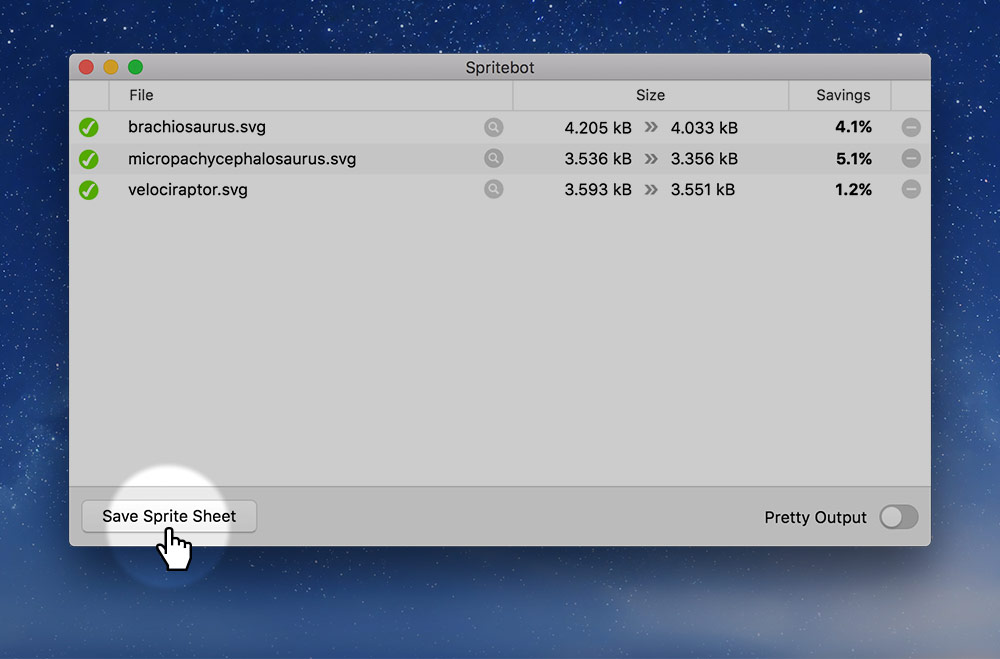 Spritebot
File Size Savings
brachiosaurus.svg 4.205 kB » 4.033 kB 4.1%
micropachycephalosaurus.svg 3.536 kB » 3.356 kB 5.1%
velociraptor.svg 3.593 kB » 3.551 kB 1.2%
Save Sprite Sheet Pretty Output